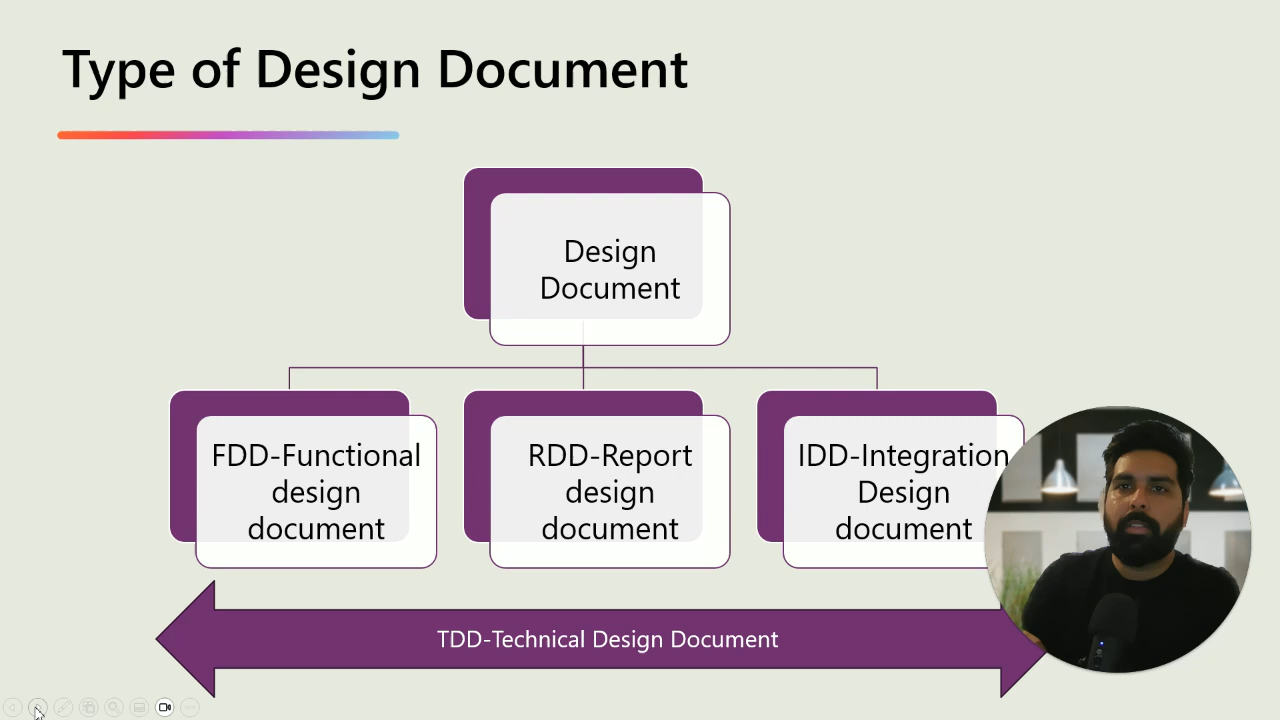 Type of Design Document
Design
Document
FDD-Functional
design
document
RDD-Report
design
document
IDD-Integration
Design
document
TDD-Technical Design Document